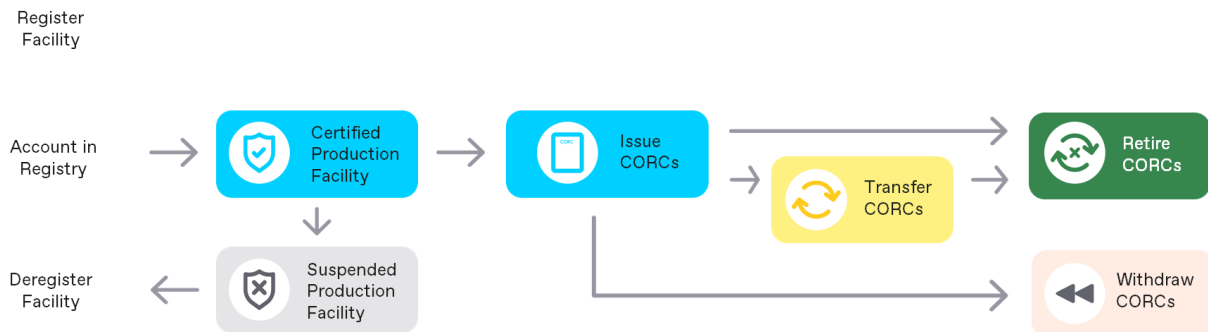 Register
Facility
Account in
Registry
Certified
Production
Facility
CORC
Issue
CORCs
Transfer
CORCs
Retire
CORCs
Deregister
Facility
Suspended
Production
Facility
Withdraw
CORCs